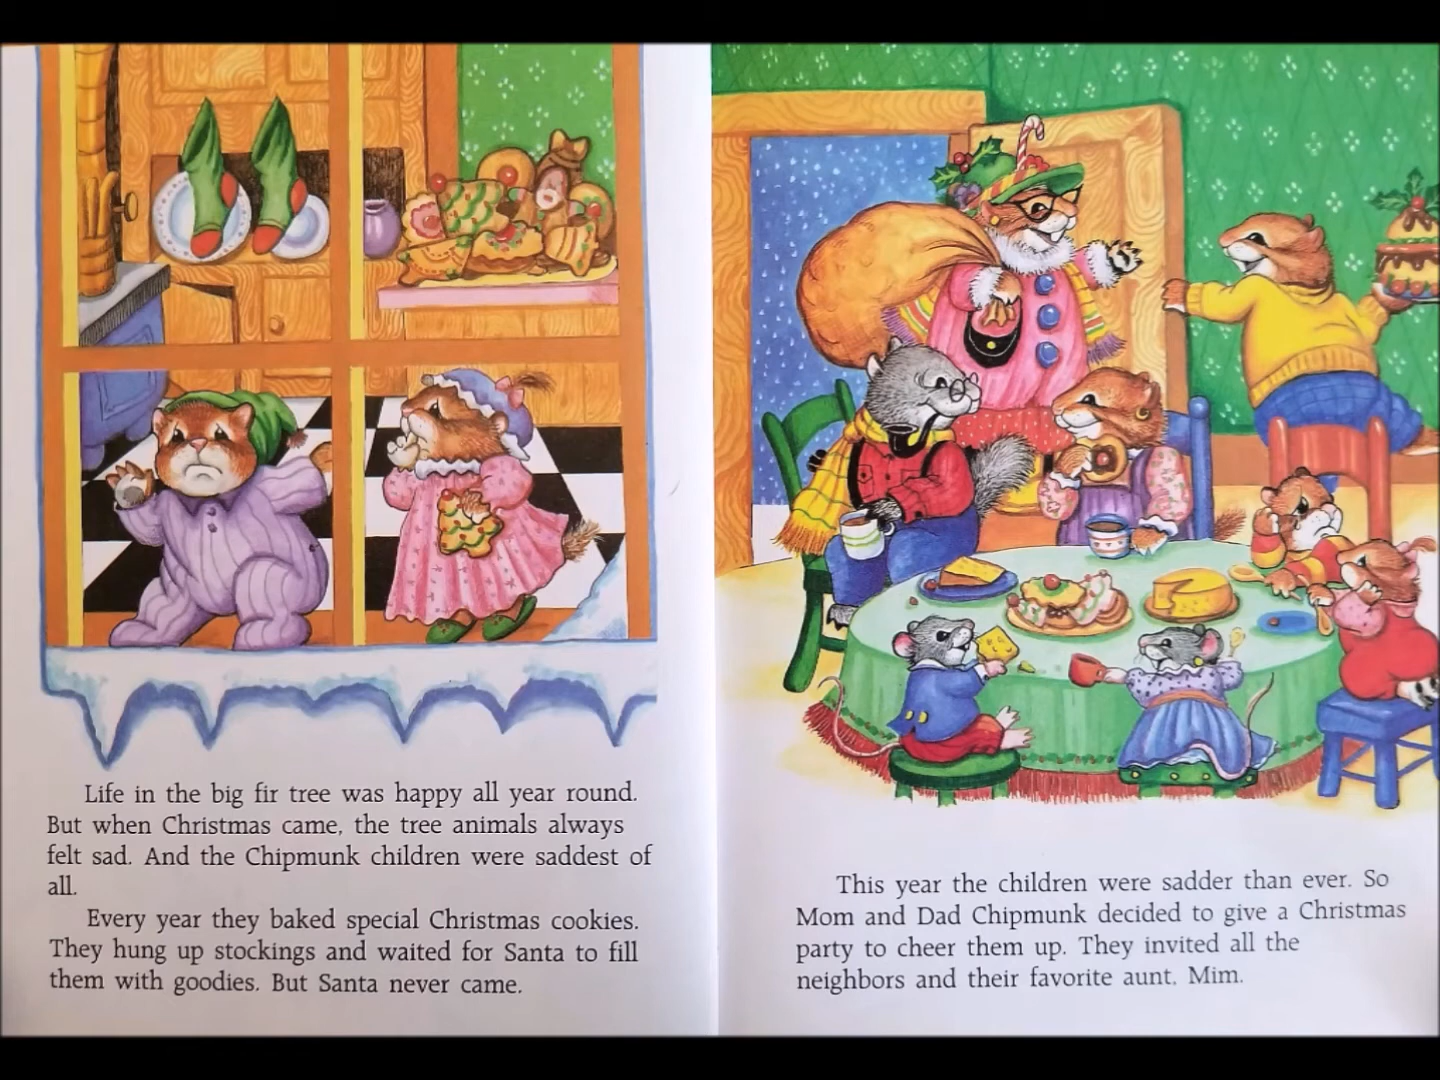 Life in the big fir tree was happy all year round.
But when Christmas came, the tree animals always
felt sad. And the Chipmunk children were saddest of
all.
Every year they baked special Christmas cookies.
They hung up stockings and waited for Santa to fill
them with goodies. But Santa never came.
This year the children were sadder than ever. So
Mom and Dad Chipmunk decided to give a Christmas
party to cheer them up. They invited all the
neighbors and their favorite aunt, Mim.